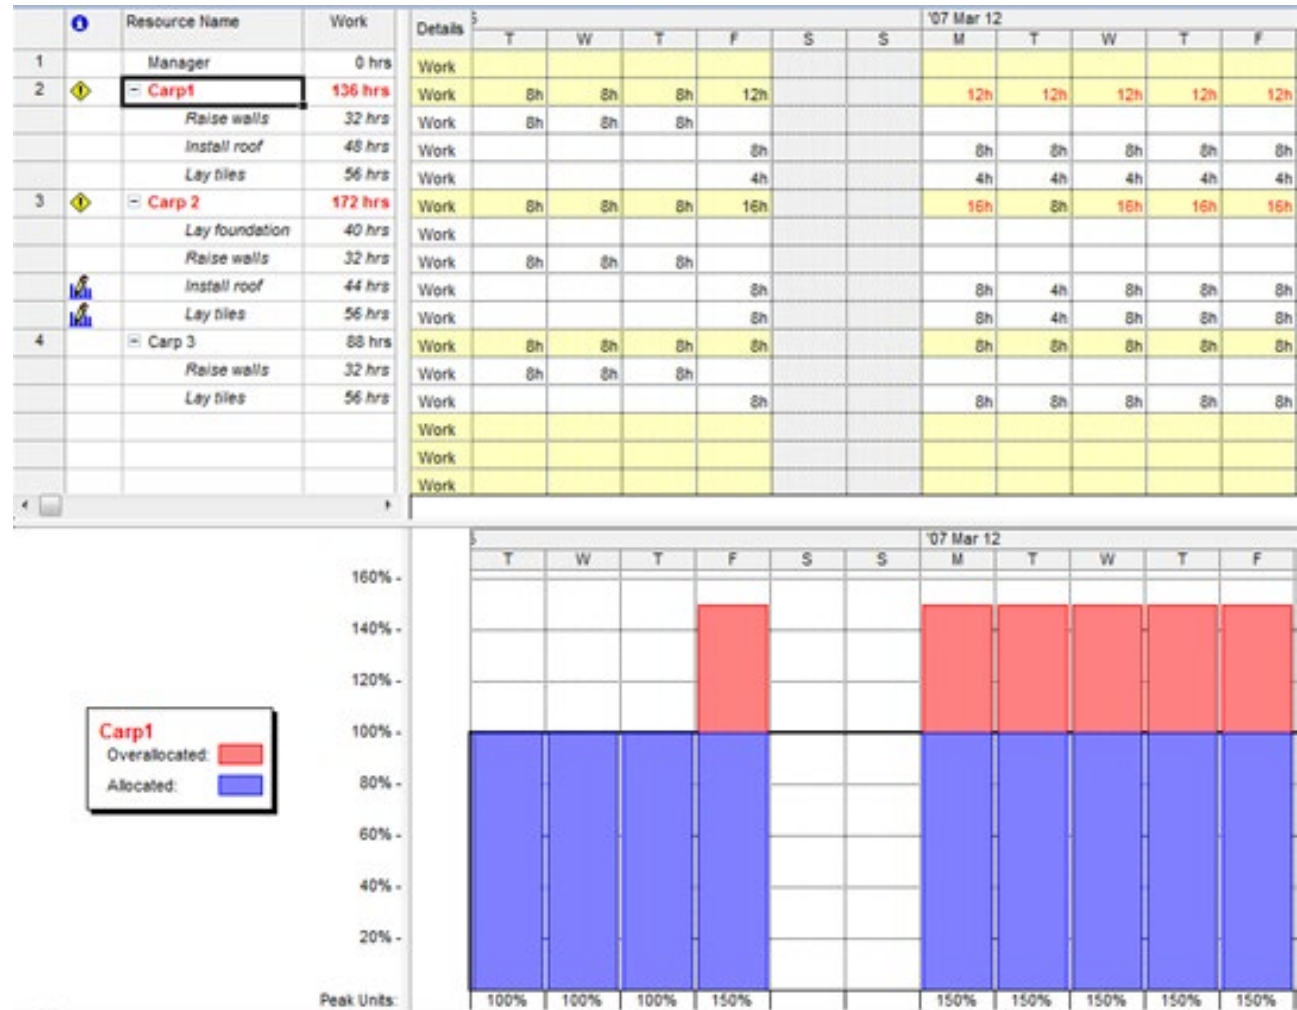 Resource Name Work Details 5 '07 Mar 12
T W T F S S M T W T F
1 Manager 0 hrs Work
2 Carp1 136 hrs Work 8h 8h 8h 12h 12h 12h 12h 12h 12h
Raise walls 32 hrs Work 8h 8h 8h
Install roof 48 hrs Work 8h 8h 8h 8h 8h 8h
Lay tiles 56 hrs Work 4h 4h 4h 4h 4h 4h
3 Carp 2 172 hrs Work 8h 8h 8h 16h 16h 8h 16h 16h 16h
Lay foundation 40 hrs Work
Raise walls 32 hrs Work 8h 8h 8h
Install roof 44 hrs Work 8h 8h 4h 8h 8h 8h
Lay tiles 56 hrs Work 8h 8h 4h 8h 8h 8h
4 Carp 3 88 hrs Work 8h 8h 8h 8h 8h 8h 8h 8h 8h
Raise walls 32 hrs Work 8h 8h 8h
Lay tiles 56 hrs Work 8h 8h 8h 8h 8h 8h
Work
Work
Work
'07 Mar 12
T W T F S S M T W T F
160% -
140% -
120% -
100% -
80% -
60% -
40% -
20% -
Carp1
Overallocated:
Allocated:
Peak Units: 100% 100% 100% 150% 150% 150% 150% 150% 150%